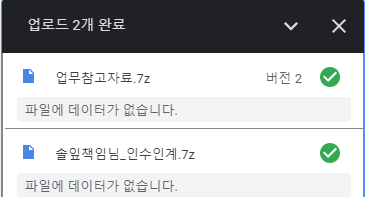 업로드 2개 완료
업무참고자료.7z 버전 2
파일에 데이터가 없습니다.
솔잎책임님_인수인계.7z
파일에 데이터가 없습니다.